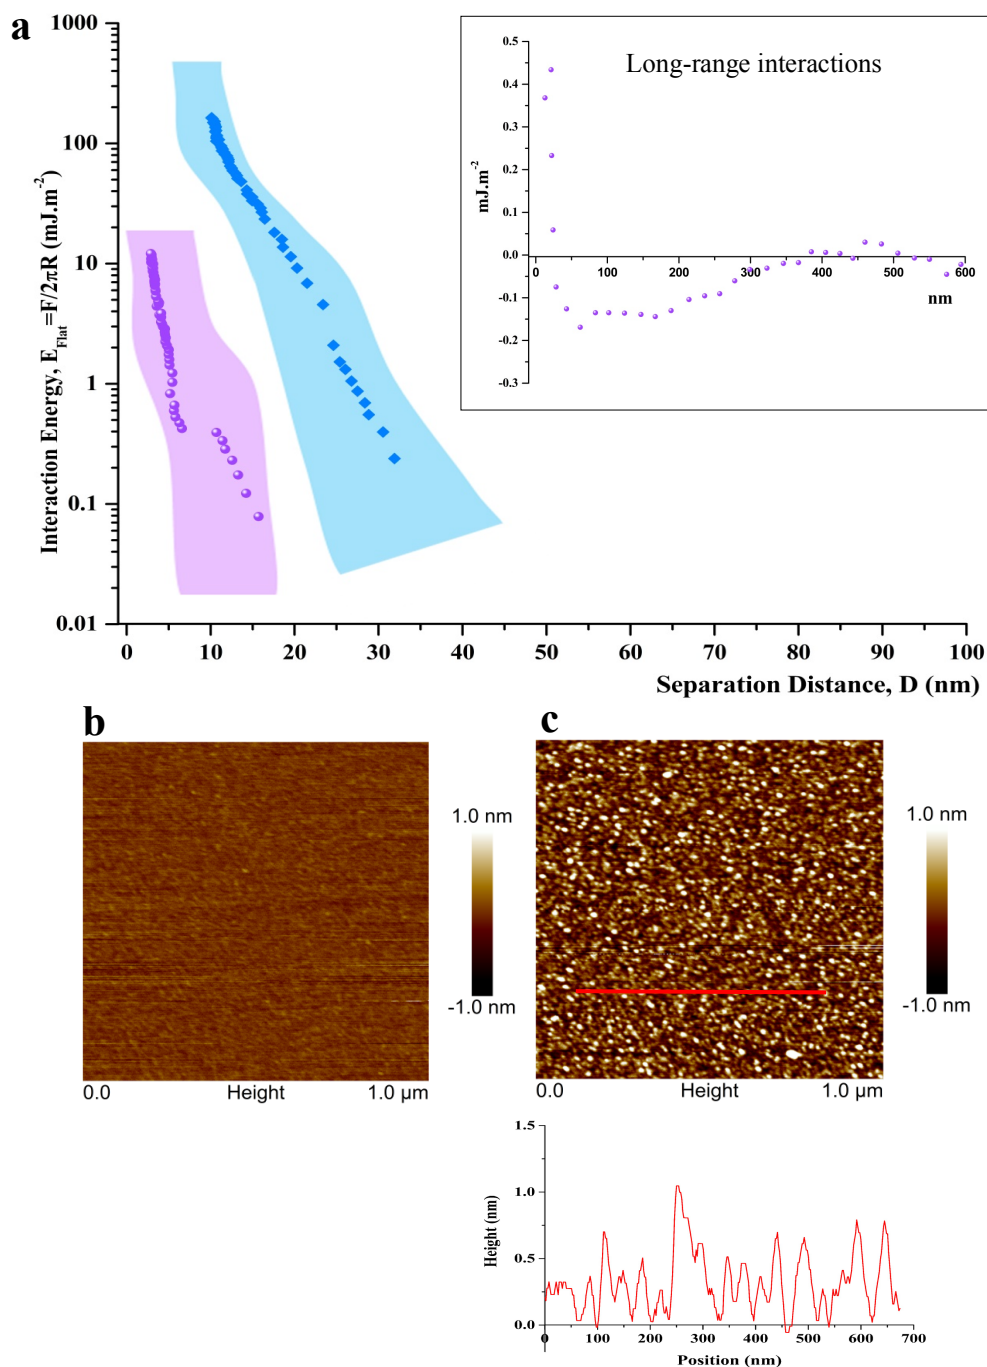 a
1000
100
10
1
0.1
0.01
Interaction Energy, E_Flat=F/2πR (mJ.m⁻²)
0 10 20 30 40 50 60 70 80 90 100
Separation Distance, D (nm)
Long-range interactions
0.5
0.4
0.3
0.2
0.1
0.0
-0.1
-0.2
-0.3
mJ.m⁻²
0 100 200 300 400 500 600
nm
b
1.0 nm
-1.0 nm
0.0 Height 1.0 µm
c
1.0 nm
-1.0 nm
0.0 Height 1.0 µm
1.5
1.0
0.5
0.0
Height (nm)
0 100 200 300 400 500 600 700
Position (nm)